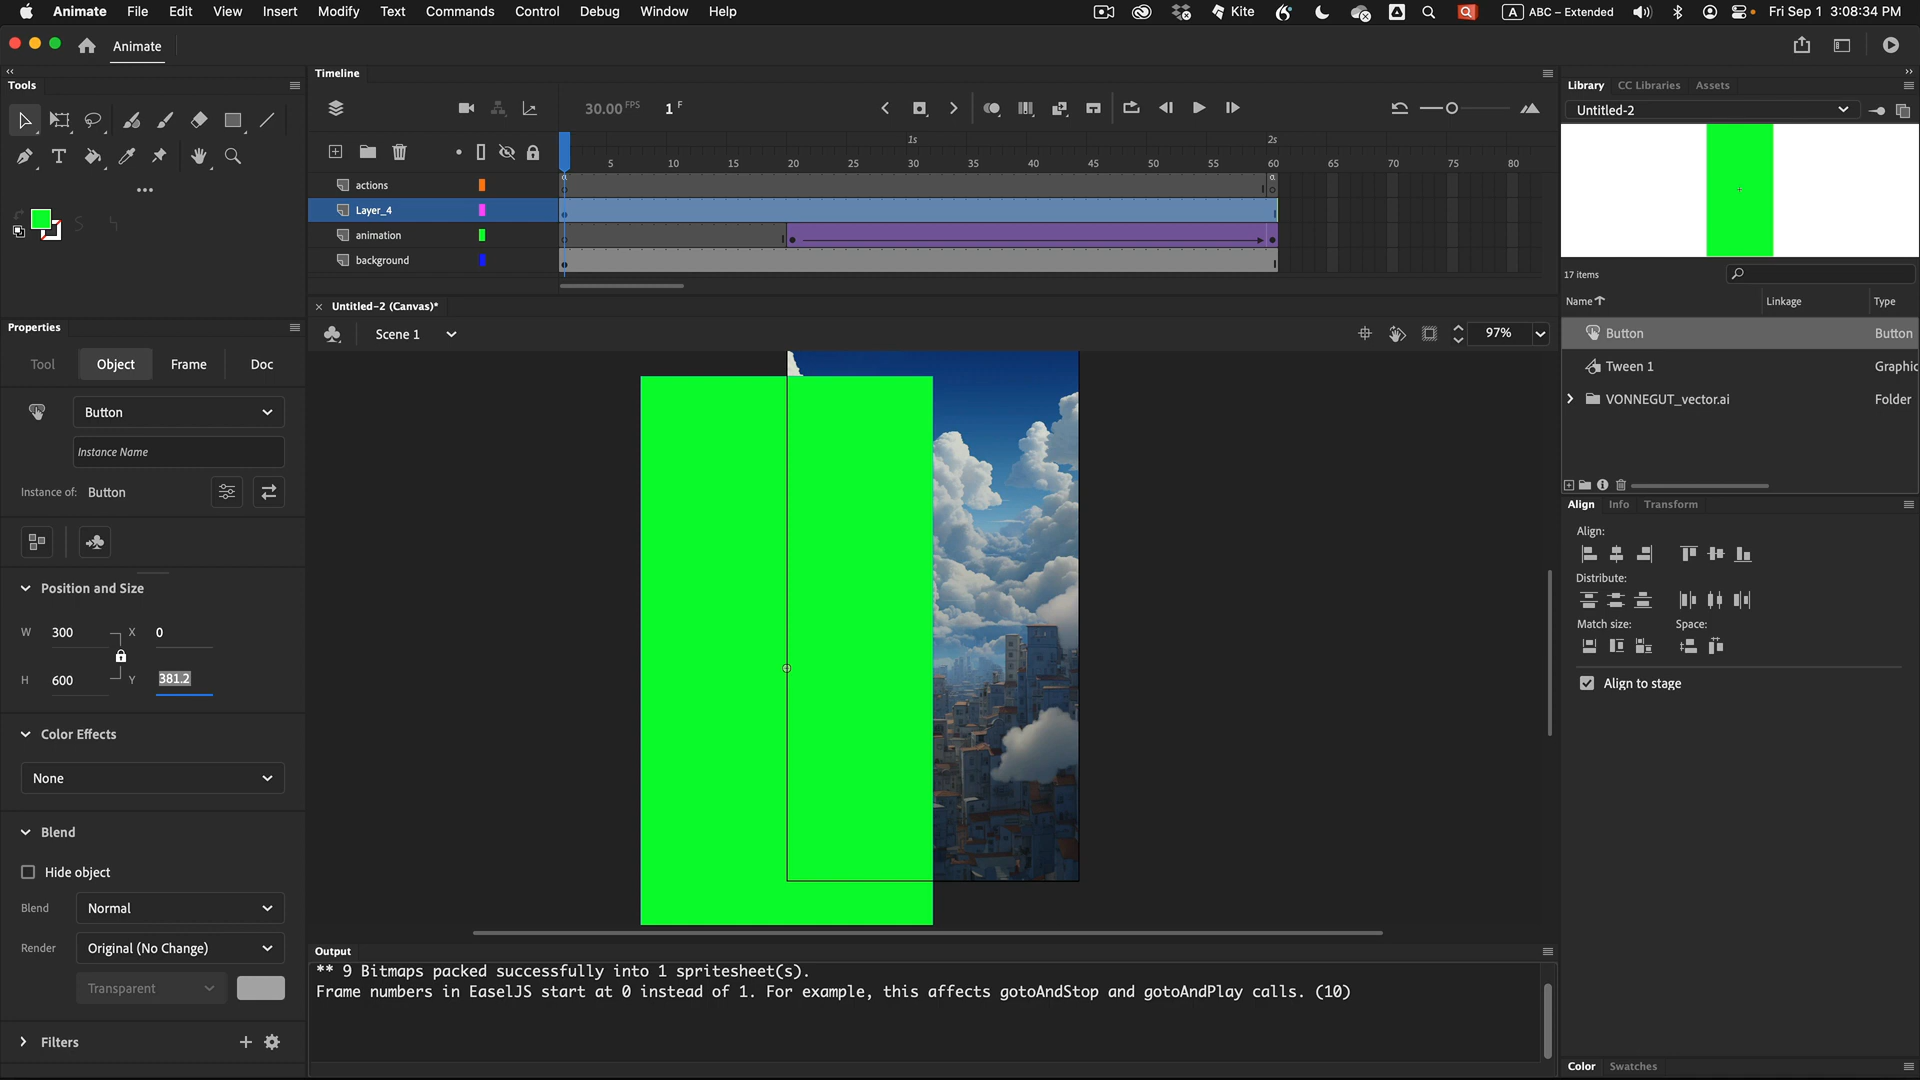 Animate File Edit View Insert Modify Text Commands Control Debug Window Help
Kite
A ABC – Extended
Fri Sep 1 3:08:34 PM
Animate
Tools
Properties
Tool Object Frame Doc
Button
Instance Name
Instance of: Button
Position and Size
W 300 X 0
H 600 Y 381.2
Color Effects
None
Blend
Hide object
Blend Normal
Render Original (No Change)
Transparent
Filters
Timeline
30.00 FPS 1 F
1s 2s
5 10 15 20 25 30 35 40 45 50 55 60 65 70 75 80
actions
Layer_4
animation
background
Untitled-2 (Canvas)*
Scene 1
97%
Output
** 9 Bitmaps packed successfully into 1 spritesheet(s).
Frame numbers in EaselJS start at 0 instead of 1. For example, this affects gotoAndStop and gotoAndPlay calls. (10)
Library CC Libraries Assets
Untitled-2
17 items
Name Linkage Type
Button Button
Tween 1 Graphic
VONNEGUT_vector.ai Folder
Align Info Transform
Align:
Distribute:
Match size: Space:
Align to stage
Color Swatches